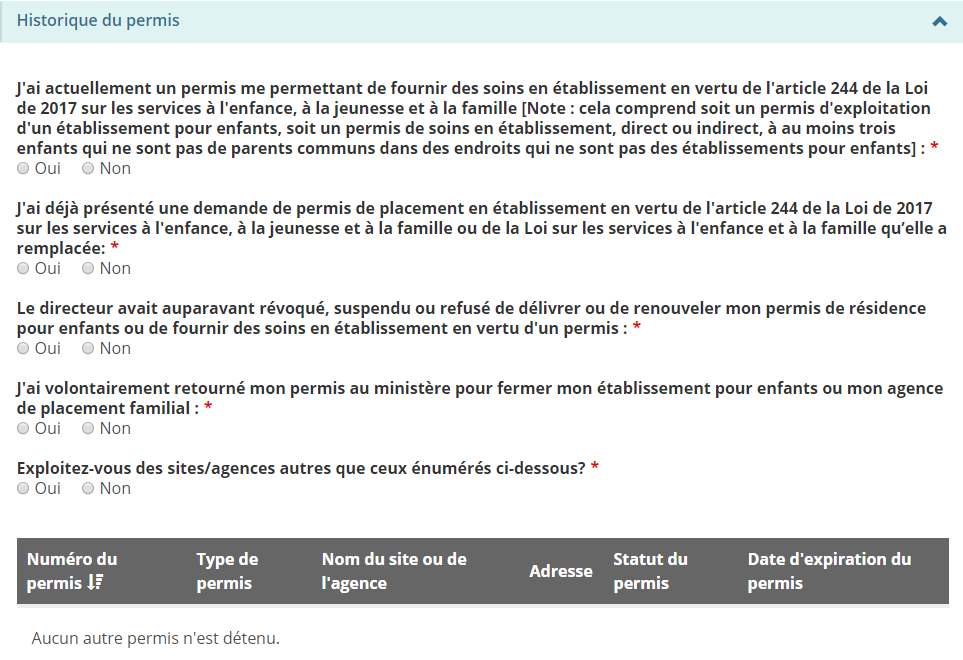 Historique du permis
J'ai actuellement un permis me permettant de fournir des soins en établissement en vertu de l'article 244 de la Loi
de 2017 sur les services à l'enfance, à la jeunesse et à la famille [Note : cela comprend soit un permis d'exploitation
d'un établissement pour enfants, soit un permis de soins en établissement, direct ou indirect, à au moins trois
enfants qui ne sont pas de parents communs dans des endroits qui ne sont pas des établissements pour enfants] : *
Oui Non
J'ai déjà présenté une demande de permis de placement en établissement en vertu de l'article 244 de la Loi de 2017
sur les services à l'enfance, à la jeunesse et à la famille ou de la Loi sur les services à l'enfance et à la famille qu’elle a
remplacée: *
Oui Non
Le directeur avait auparavant révoqué, suspendu ou refusé de délivrer ou de renouveler mon permis de résidence
pour enfants ou de fournir des soins en établissement en vertu d'un permis : *
Oui Non
J'ai volontairement retourné mon permis au ministère pour fermer mon établissement pour enfants ou mon agence
de placement familial : *
Oui Non
Exploitez-vous des sites/agences autres que ceux énumérés ci-dessous? *
Oui Non
Numéro du permis
Type de permis
Nom du site ou de l'agence
Adresse
Statut du permis
Date d'expiration du permis
Aucun autre permis n'est détenu.